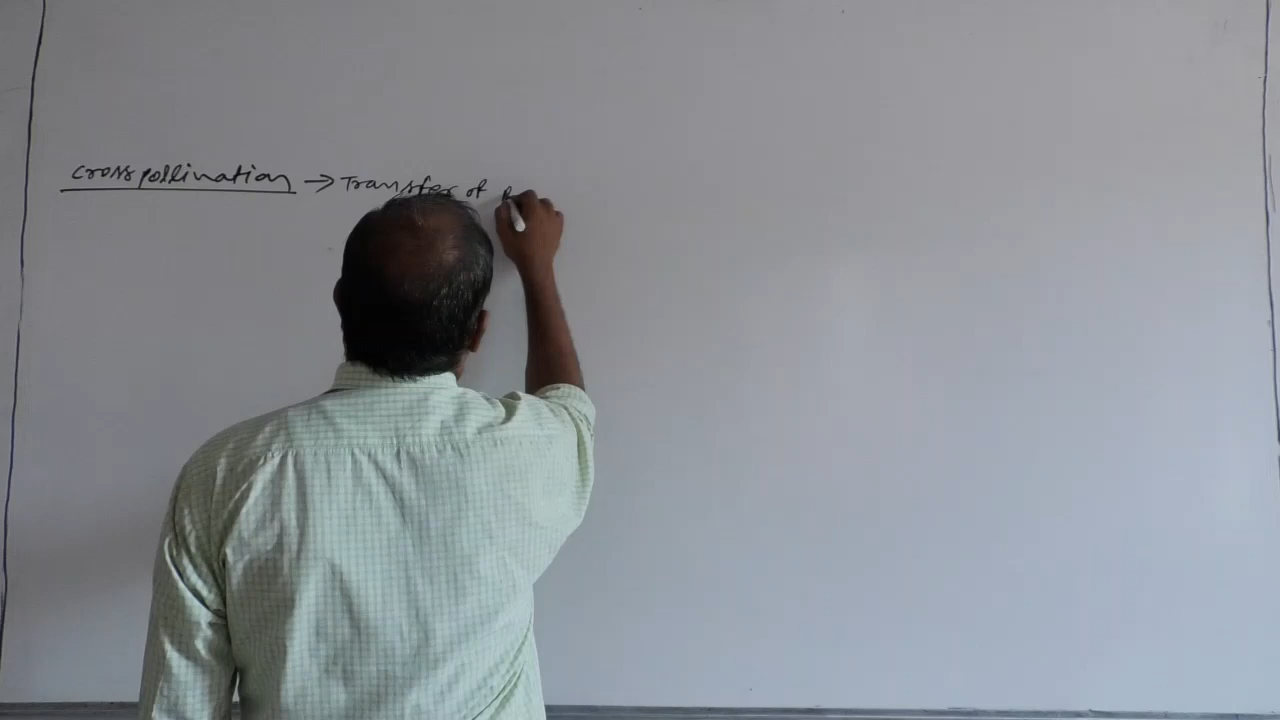 Cross pollination → Transfer of P